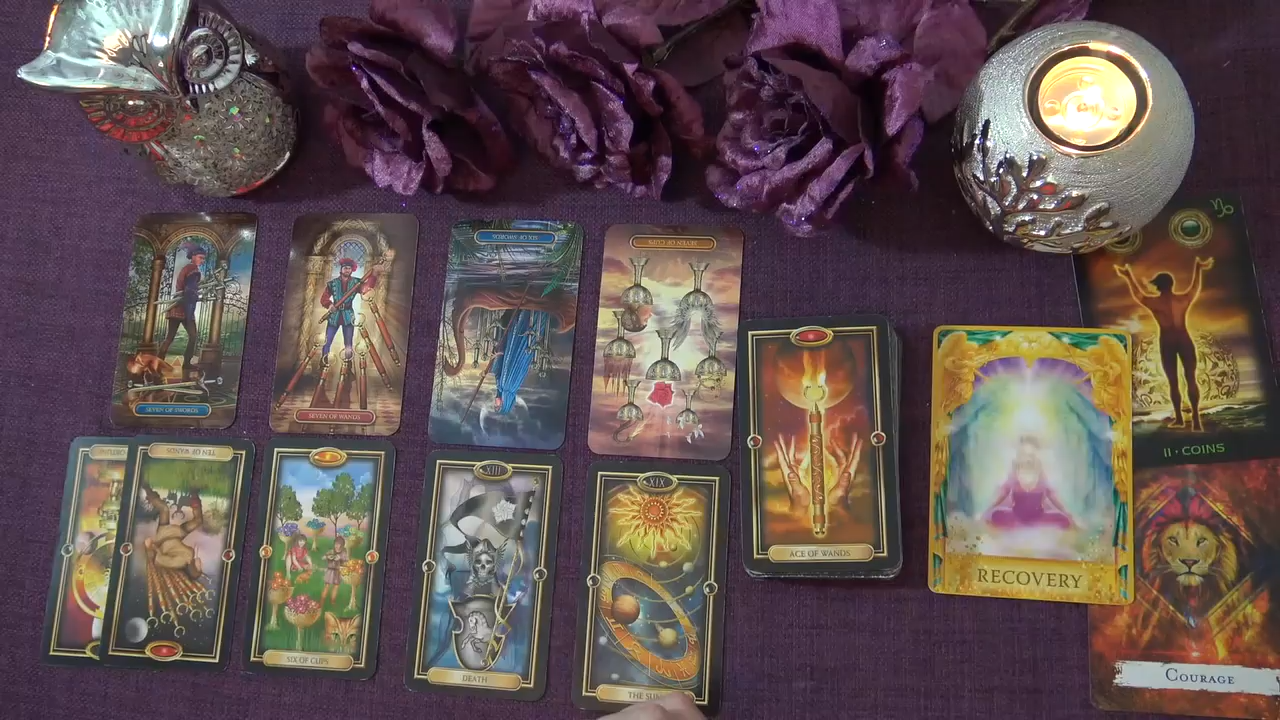 SEVEN OF SWORDS
SEVEN OF WANDS
SIX OF SWORDS
SEVEN OF CUPS
ACE OF WANDS
RECOVERY
II · COINS
COURAGE
TEN OF WANDS
SIX OF CUPS
XIII
DEATH
XIX
THE SUN